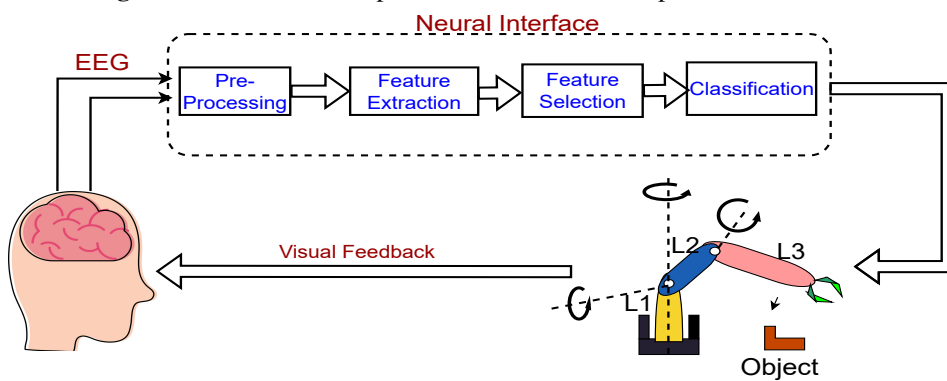 Neural Interface
EEG
Pre-
Processing
Feature
Extraction
Feature
Selection
Classification
Visual Feedback
L1
L2
L3
Object